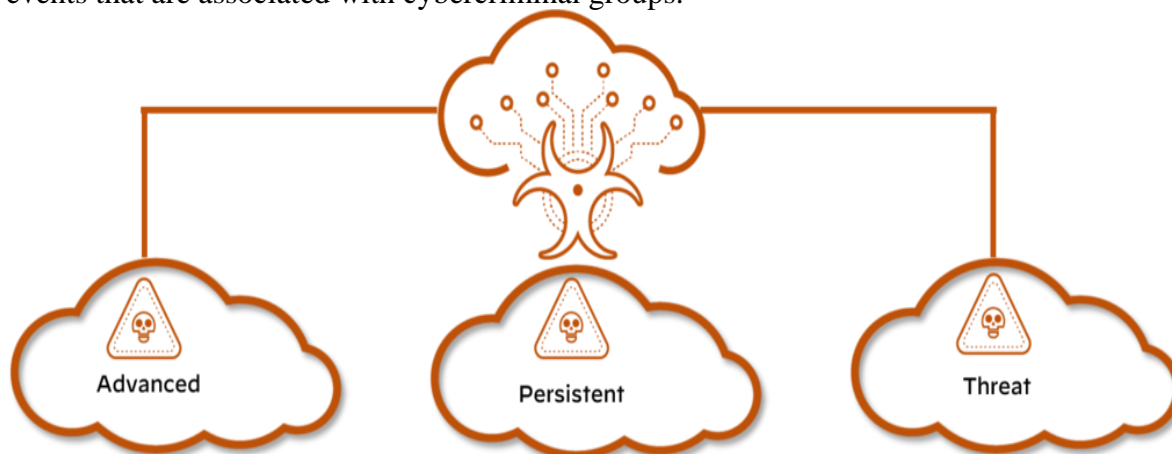 events that are associated with cybercriminal groups.
Advanced
Persistent
Threat